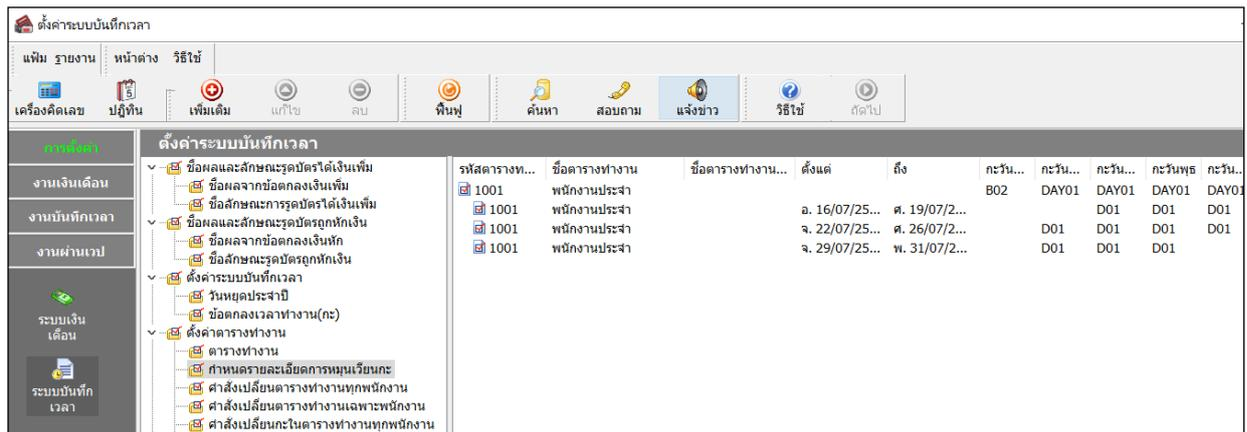 ตั้งค่าระบบบันทึกเวลา
แฟ้ม รายงาน หน้าต่าง วิธีใช้
เครื่องคิดเลข ปฏิทิน เพิ่มเติม แก้ไข ลบ ฟื้นฟู ค้นหา สอบถาม แจ้งข่าว วิธีใช้ ถัดไป
การตั้งค่า
งานเงินเดือน
งานบันทึกเวลา
งานผ่านเวป
ระบบเงิน
เดือน
ระบบบันทึก
เวลา
ตั้งค่าระบบบันทึกเวลา
ชื่อผลและลักษณะรูดบัตรได้เงินเพิ่ม
ชื่อผลจากข้อตกลงเงินเพิ่ม
ชื่อลักษณะการรูดบัตรได้เงินเพิ่ม
ชื่อผลและลักษณะรูดบัตรถูกหักเงิน
ชื่อผลจากข้อตกลงเงินหัก
ชื่อลักษณะรูดบัตรถูกหักเงิน
ตั้งค่าระบบบันทึกเวลา
วันหยุดประจำปี
ข้อตกลงเวลาทำงาน(กะ)
ตั้งค่าตารางทำงาน
ตารางทำงาน
กำหนดรายละเอียดการหมุนเวียนกะ
คำสั่งเปลี่ยนตารางทำงานทุกพนักงาน
คำสั่งเปลี่ยนตารางทำงานเฉพาะพนักงาน
คำสั่งเปลี่ยนกะในตารางทำงานทุกพนักงาน
รหัสตารางท... ชื่อตารางทำงาน ชื่อตารางทำงาน... ตั้งแต่ ถึง กะวัน... กะวัน... กะวัน... กะวันพุธ กะวัน...
1001 พนักงานประจำ B02 DAY01 DAY01 DAY01 DAY01
1001 พนักงานประจำ อ. 16/07/25... ศ. 19/07/2... D01 D01 D01
1001 พนักงานประจำ จ. 22/07/25... ศ. 26/07/2... D01 D01 D01 D01
1001 พนักงานประจำ จ. 29/07/25... พ. 31/07/2... D01 D01 D01